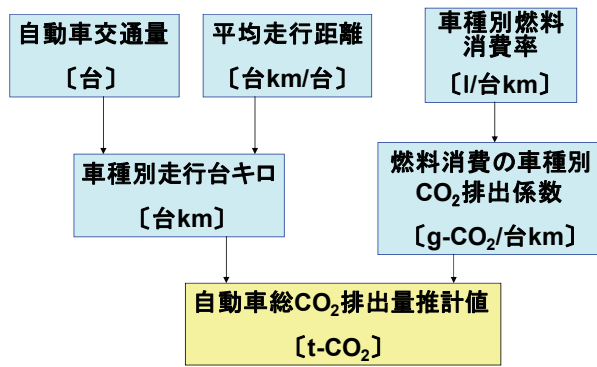 自動車交通量
〔台〕
平均走行距離
〔台km/台〕
車種別燃料
消費率
〔l/台km〕
車種別走行台キロ
〔台km〕
燃料消費の車種別
CO₂排出係数
〔g-CO₂/台km〕
自動車総CO₂排出量推計値
〔t-CO₂〕